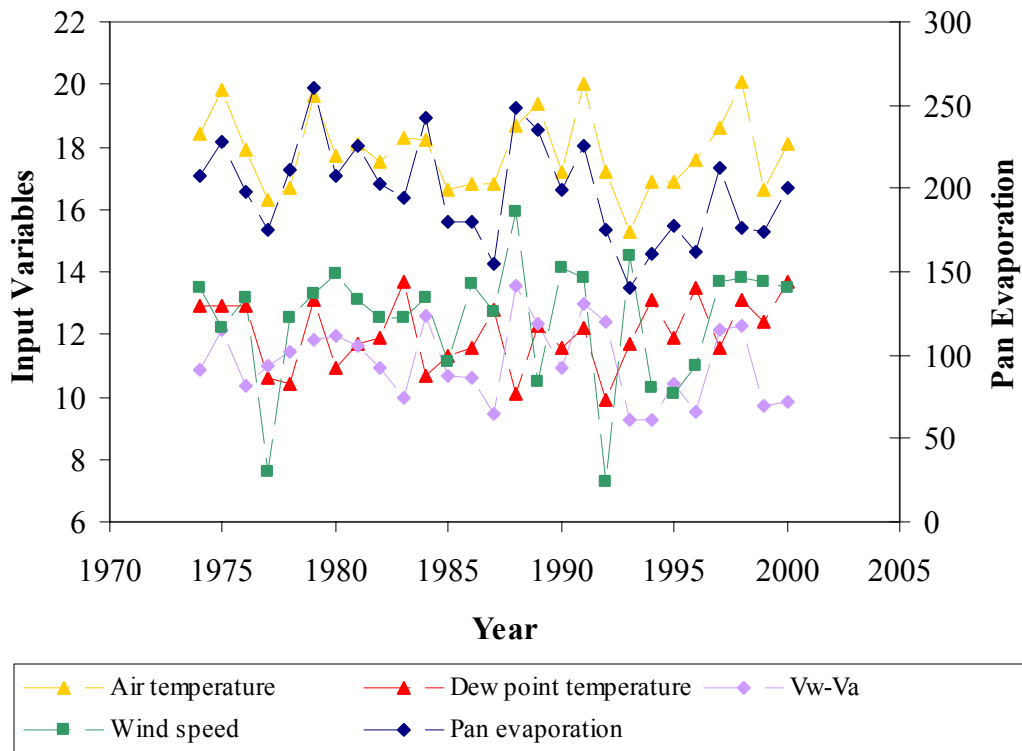 22
20
18
16
14
12
10
8
6
Input Variables
300
250
200
150
100
50
0
Pan Evaporation
1970 1975 1980 1985 1990 1995 2000 2005
Year
Air temperature Dew point temperature Vw-Va
Wind speed Pan evaporation